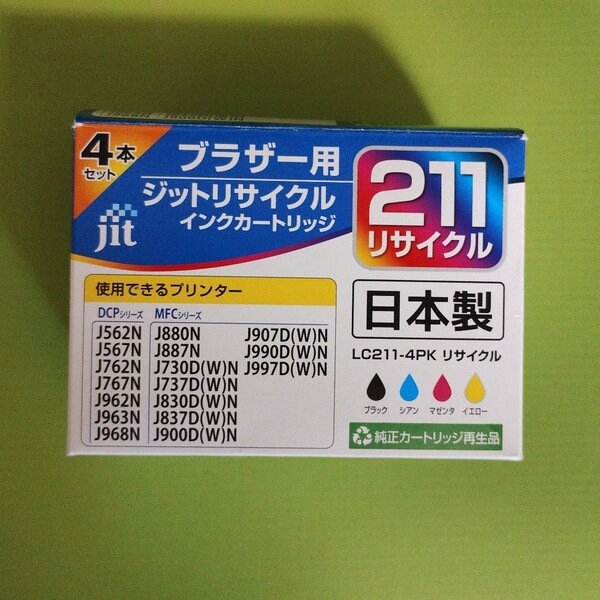 4本
セット
jit
ブラザー用
ジットリサイクル
インクカートリッジ
211
リサイクル
使用できるプリンター
DCPシリーズ
J562N
J567N
J762N
J767N
J962N
J963N
J968N
MFCシリーズ
J880N
J887N
J730D(W)N
J737D(W)N
J830D(W)N
J837D(W)N
J900D(W)N
J907D(W)N
J990D(W)N
J997D(W)N
日本製
LC211-4PK リサイクル
ブラック シアン マゼンタ イエロー
純正カートリッジ再生品